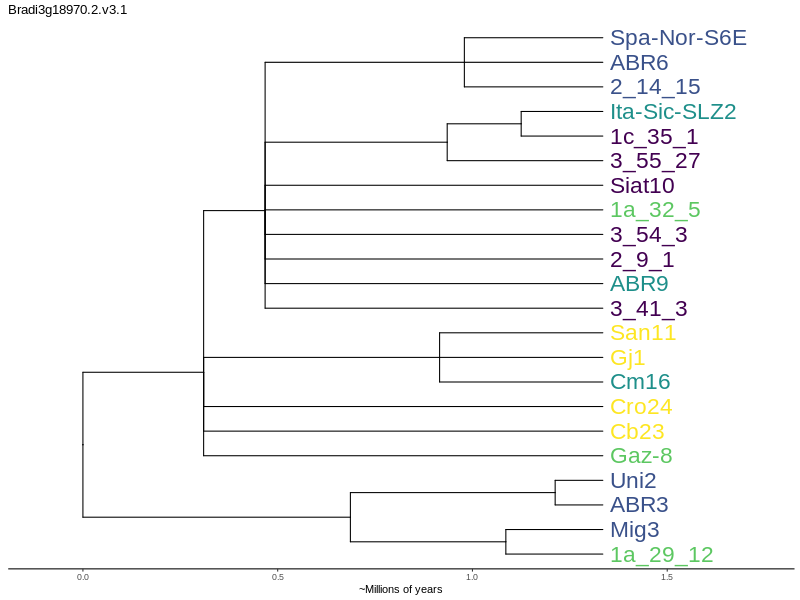 Bradi3g18970.2.v3.1
Spa-Nor-S6E
ABR6
2_14_15
Ita-Sic-SLZ2
1c_35_1
3_55_27
Siat10
1a_32_5
3_54_3
2_9_1
ABR9
3_41_3
San11
Gj1
Cm16
Cro24
Cb23
Gaz-8
Uni2
ABR3
Mig3
1a_29_12
0.0 0.5 1.0 1.5
~Millions of years